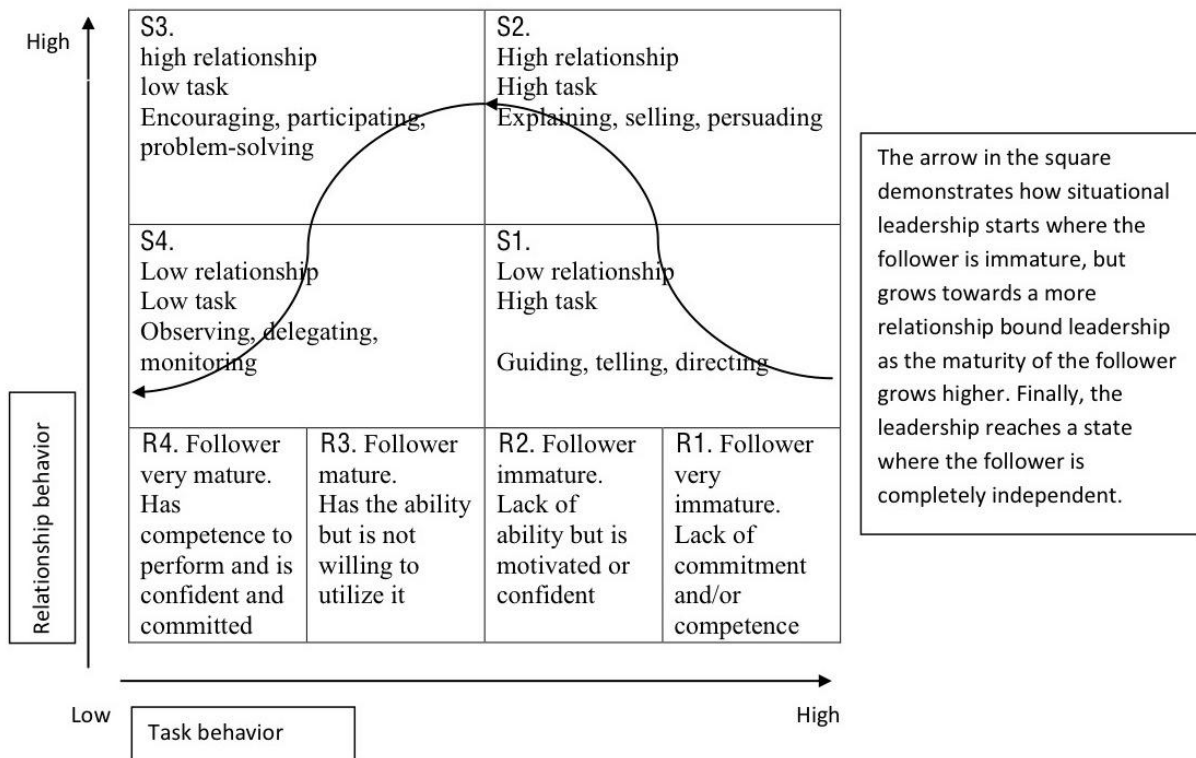 High
S3.
high relationship
low task
Encouraging, participating,
problem-solving
S2.
High relationship
High task
Explaining, selling, persuading
S4.
Low relationship
Low task
Observing, delegating,
monitoring
S1.
Low relationship
High task
Guiding, telling, directing
R4. Follower
very mature.
Has
competence to
perform and is
confident and
committed
R3. Follower
mature.
Has the ability
but is not
willing to
utilize it
R2. Follower
immature.
Lack of
ability but is
motivated or
confident
R1. Follower
very
immature.
Lack of
commitment
and/or
competence
Relationship behavior
Low
Task behavior
High
The arrow in the square
demonstrates how situational
leadership starts where the
follower is immature, but
grows towards a more
relationship bound leadership
as the maturity of the follower
grows higher. Finally, the
leadership reaches a state
where the follower is
completely independent.